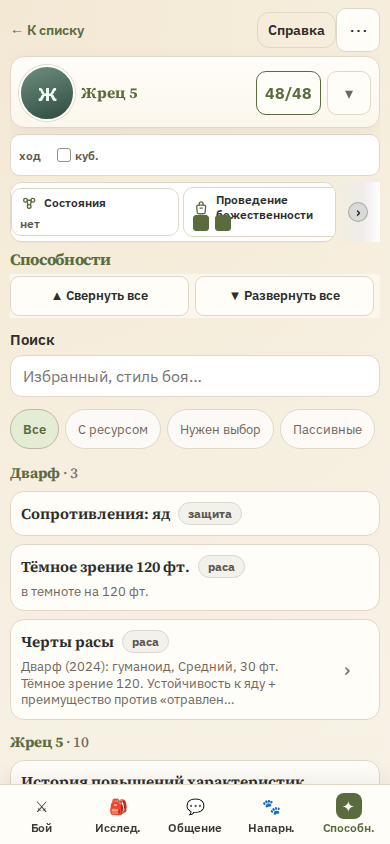 ← К списку
Справка
⋯
Ж
Жрец 5
48/48
▼
ход
куб.
Состояния
нет
Проведение
божественности
›
Способности
▲ Свернуть все
▼ Развернуть все
Поиск
Избранный, стиль боя...
Все
С ресурсом
Нужен выбор
Пассивные
Дварф · 3
Сопротивления: яд
защита
Тёмное зрение 120 фт.
раса
в темноте на 120 фт.
Черты расы
раса
Дварф (2024): гуманоид, Средний, 30 фт.
Тёмное зрение 120. Устойчивость к яду +
преимущество против «отравлен...
›
Жрец 5 · 10
История повышений характеристик
Бой
Исслед.
Общение
Напарн.
Способн.